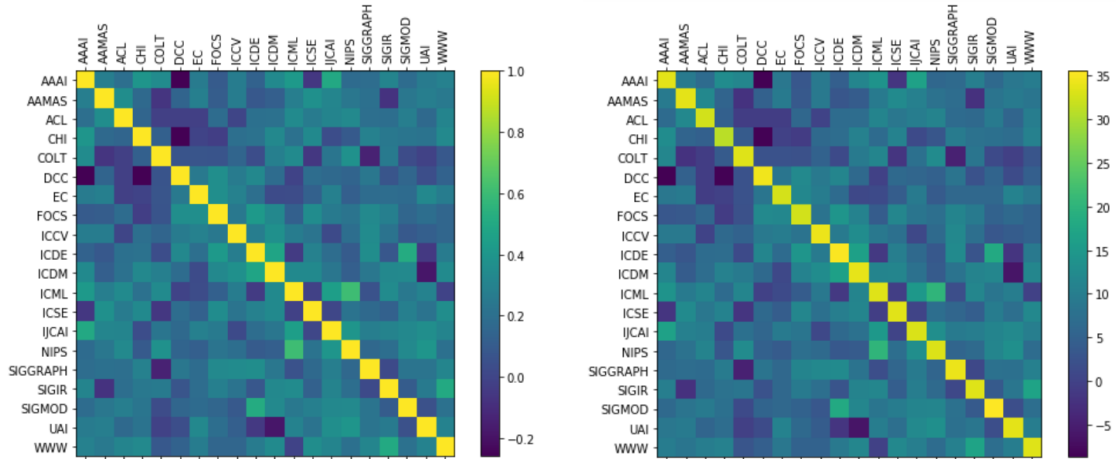 AAAI AAMAS ACL CHI COLT DCC EC FOCS ICCV ICDE ICDM ICML ICSE IJCAI NIPS SIGGRAPH SIGIR SIGMOD UAI WWW
AAAI
AAMAS
ACL
CHI
COLT
DCC
EC
FOCS
ICCV
ICDE
ICDM
ICML
ICSE
IJCAI
NIPS
SIGGRAPH
SIGIR
SIGMOD
UAI
WWW
1.0
0.8
0.6
0.4
0.2
0.0
−0.2
AAAI AAMAS ACL CHI COLT DCC EC FOCS ICCV ICDE ICDM ICML ICSE IJCAI NIPS SIGGRAPH SIGIR SIGMOD UAI WWW
AAAI
AAMAS
ACL
CHI
COLT
DCC
EC
FOCS
ICCV
ICDE
ICDM
ICML
ICSE
IJCAI
NIPS
SIGGRAPH
SIGIR
SIGMOD
UAI
WWW
35
30
25
20
15
10
5
0
−5